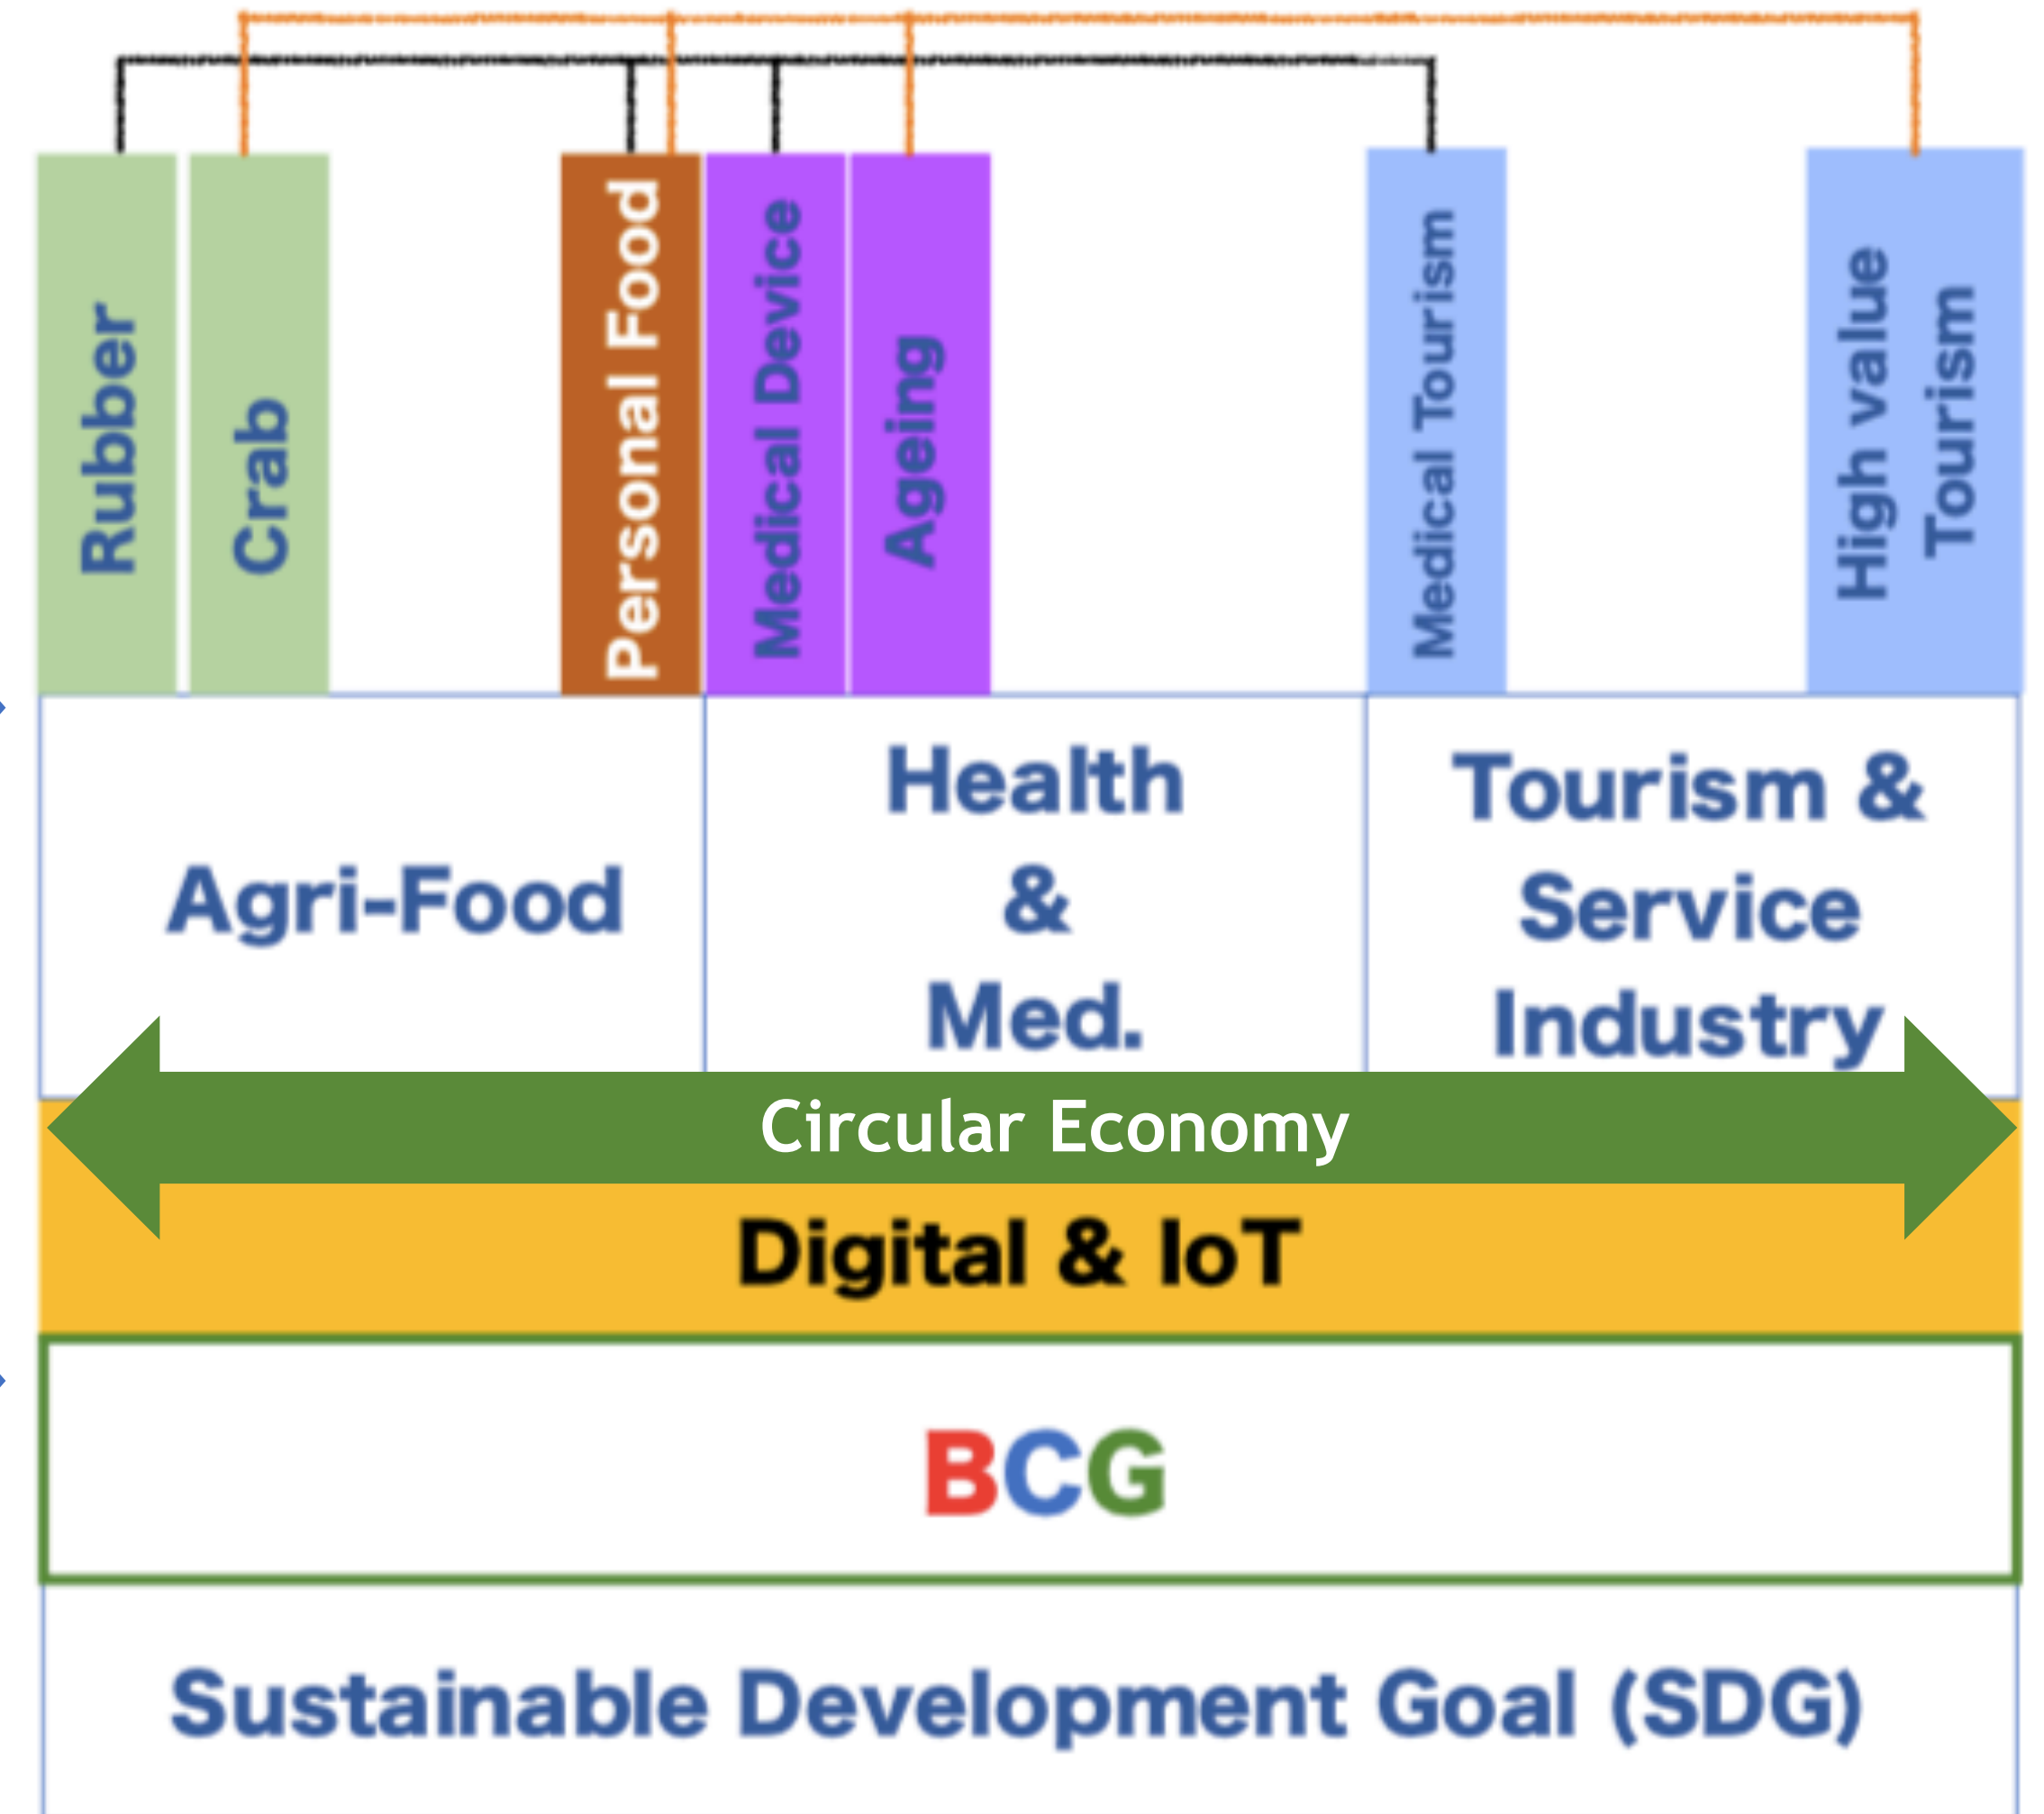 Rubber
Crab
Personal Food
Medical Device
Ageing
Medical Tourism
High value
Tourism
Agri-Food
Health
&
Med.
Tourism &
Service
Industry
Circular Economy
Digital & IoT
BCG
Sustainable Development Goal (SDG)